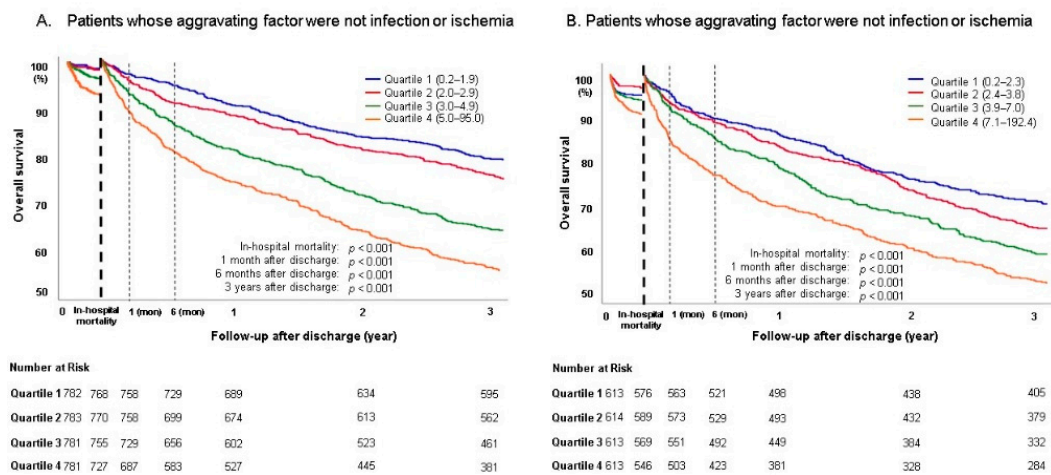 A. Patients whose aggravating factor were not infection or ischemia
100
(%)
90
80
70
60
50
Overall survival
Quartile 1 (0.2–1.9)
Quartile 2 (2.0–2.9)
Quartile 3 (3.0–4.9)
Quartile 4 (5.0–95.0)
In-hospital mortality: p < 0.001
1 month after discharge: p < 0.001
6 months after discharge: p < 0.001
3 years after discharge: p < 0.001
0 In-hospital mortality 1 (mon) 6 (mon) 1 2 3
Follow-up after discharge (year)
Number at Risk
Quartile 1 782 768 758 729 689 634 595
Quartile 2 783 770 758 699 674 613 562
Quartile 3 781 755 729 656 602 523 461
Quartile 4 781 727 687 583 527 445 381
B. Patients whose aggravating factor were not infection or ischemia
100
(%)
90
80
70
60
50
Overall survival
Quartile 1 (0.2–2.3)
Quartile 2 (2.4–3.8)
Quartile 3 (3.9–7.0)
Quartile 4 (7.1–192.4)
In-hospital mortality: p < 0.001
1 month after discharge: p < 0.001
6 months after discharge: p < 0.001
3 years after discharge: p < 0.001
0 In-hospital mortality 1 (mon) 6 (mon) 1 2 3
Follow-up after discharge (year)
Number at Risk
Quartile 1 613 576 563 521 498 438 405
Quartile 2 614 589 573 529 493 432 379
Quartile 3 613 569 551 492 449 384 332
Quartile 4 613 546 503 423 381 328 284